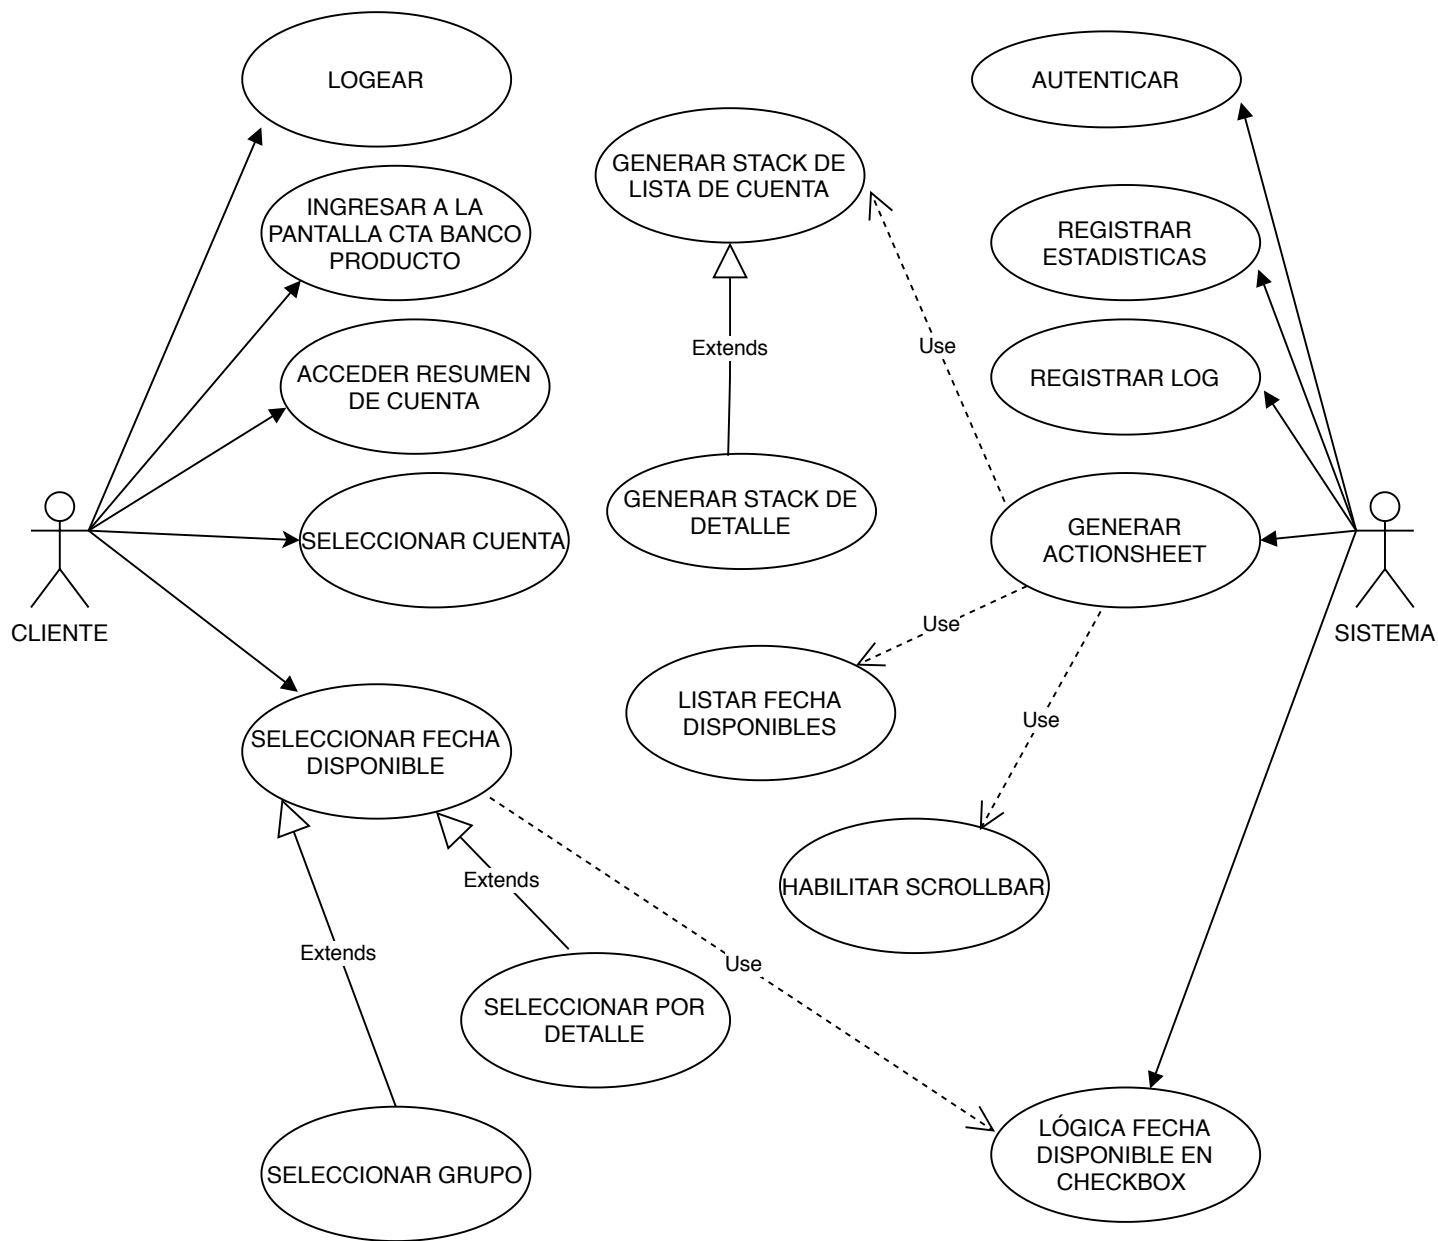 LOGEAR
AUTENTICAR
GENERAR STACK DE
LISTA DE CUENTA
INGRESAR A LA
PANTALLA CTA BANCO
PRODUCTO
REGISTRAR
ESTADISTICAS
Extends
Use
ACCEDER RESUMEN
DE CUENTA
REGISTRAR LOG
GENERAR STACK DE
DETALLE
SELECCIONAR CUENTA
GENERAR
ACTIONSHEET
CLIENTE
SISTEMA
Use
LISTAR FECHA
DISPONIBLES
Use
SELECCIONAR FECHA
DISPONIBLE
HABILITAR SCROLLBAR
Extends
Extends
Use
SELECCIONAR POR
DETALLE
LÓGICA FECHA
DISPONIBLE EN
CHECKBOX
SELECCIONAR GRUPO